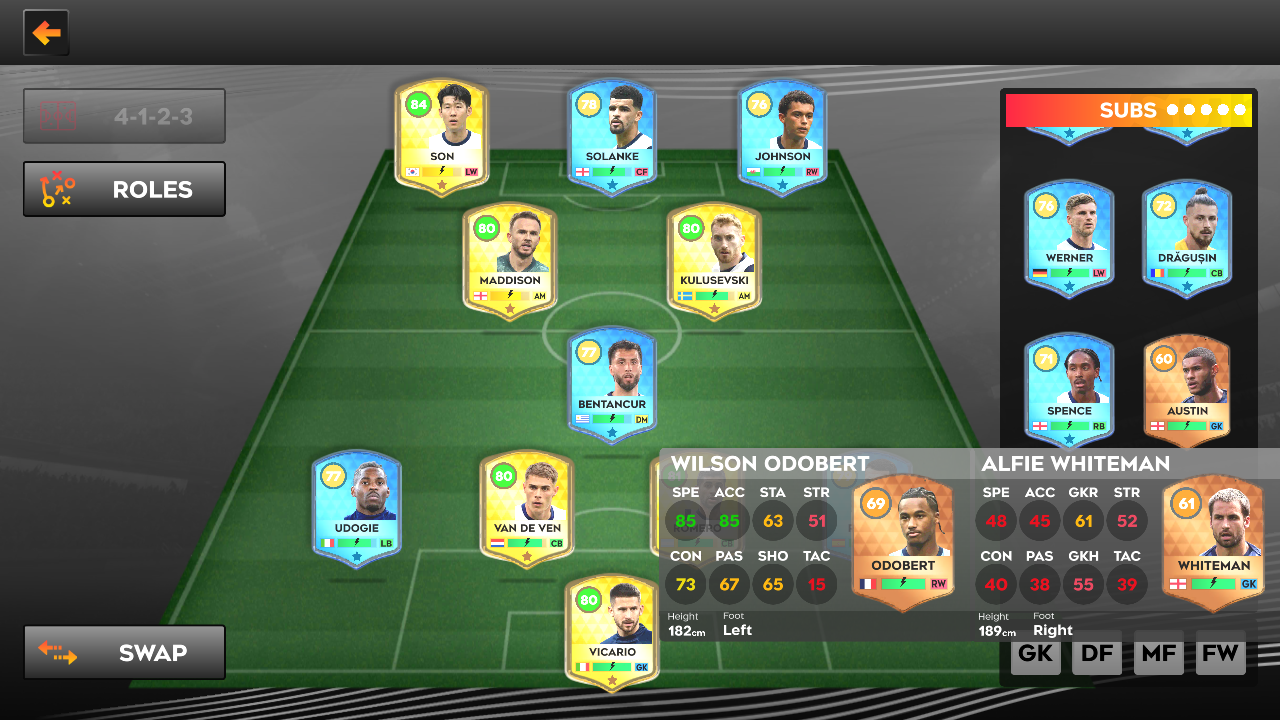 4-1-2-3
ROLES
SWAP
84
SON
LW
78
SOLANKE
CF
76
JOHNSON
RW
80
MADDISON
AM
80
KULUSEVSKI
AM
77
BENTANCUR
DM
77
UDOGIE
LB
80
VAN DE VEN
CB
80
VICARIO
GK
SUBS
76
WERNER
LW
72
DRĂGUȘIN
CB
71
SPENCE
RB
60
AUSTIN
GK
WILSON ODOBERT
SPE ACC STA STR
85 85 63 51
CON PAS SHO TAC
73 67 65 15
Height Foot
182cm Left
69
ODOBERT
RW
ALFIE WHITEMAN
SPE ACC GKR STR
48 45 61 52
CON PAS GKH TAC
40 38 55 39
Height Foot
189cm Right
61
WHITEMAN
GK
GK DF MF FW